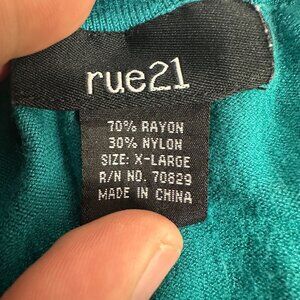 rue21
70% RAYON
30% NYLON
SIZE: X-LARGE
R/N NO. 70829
MADE IN CHINA